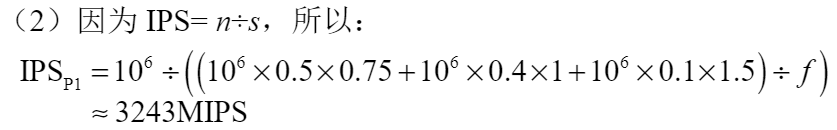 （2）因为 IPS= n÷s，所以：
IPS_P1 = 10^6 ÷ ((10^6 × 0.5 × 0.75 + 10^6 × 0.4 × 1 + 10^6 × 0.1 × 1.5) ÷ f)
≈ 3243MIPS